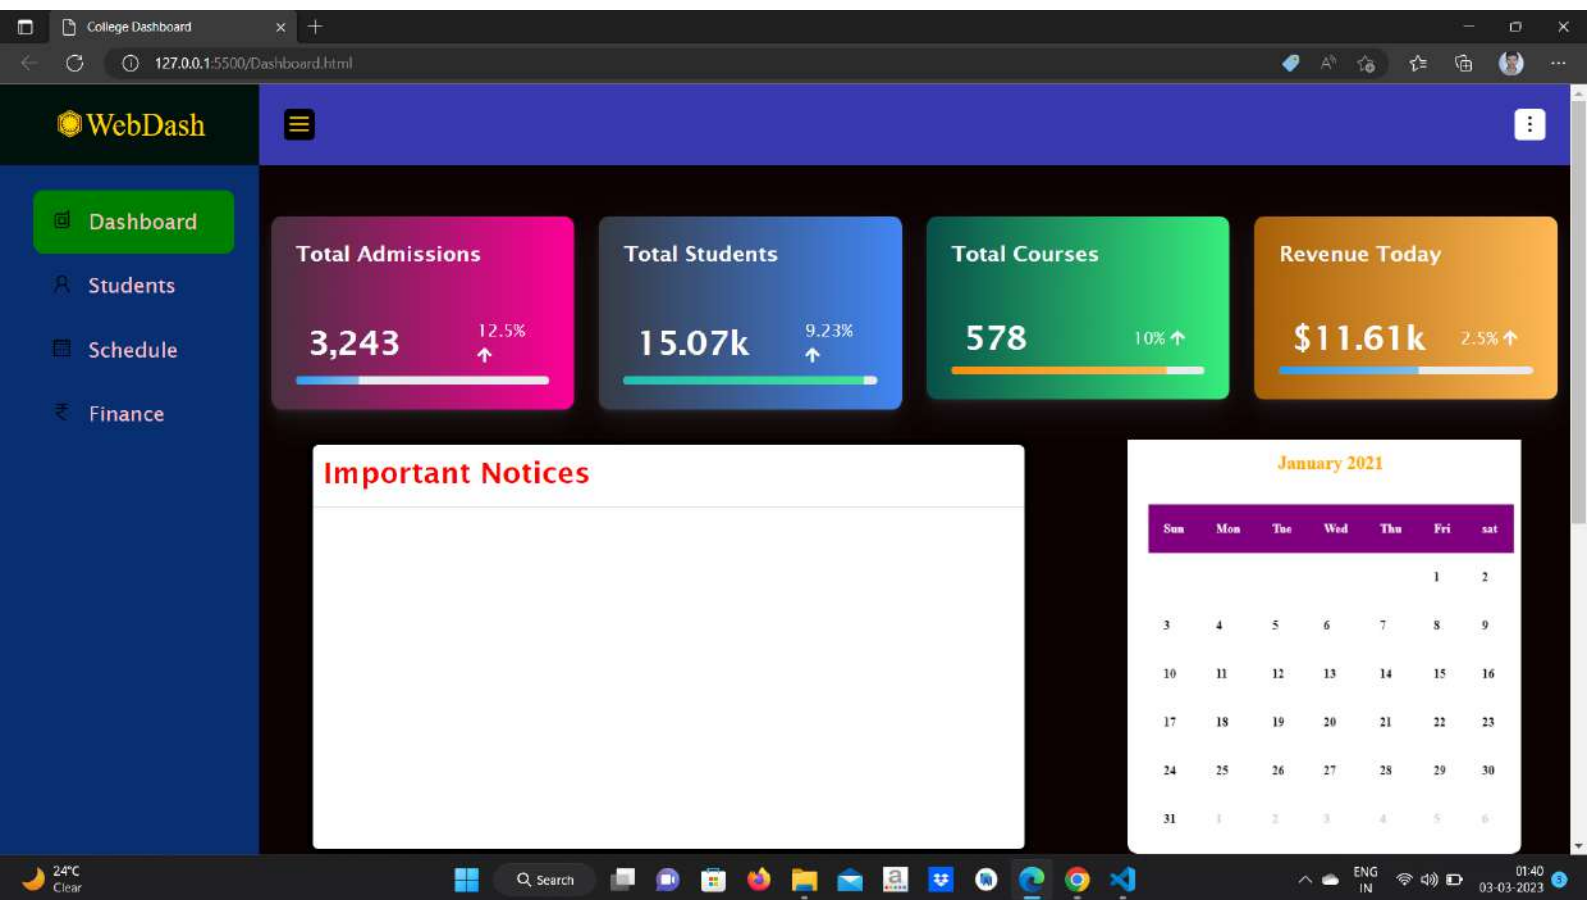 College Dashboard
127.0.0.1:5500/Dashboard.html
WebDash
Dashboard
Students
Schedule
Finance
Total Admissions
3,243
12.5%
Total Students
15.07k
9.23%
Total Courses
578
10%
Revenue Today
$11.61k
2.5%
Important Notices
January 2021
Sun Mon Tue Wed Thu Fri sat
1 2
3 4 5 6 7 8 9
10 11 12 13 14 15 16
17 18 19 20 21 22 23
24 25 26 27 28 29 30
31 1 2 3 4 5 6
24°C
Clear
Search
a
ENG
IN
01:40
03-03-2023
3